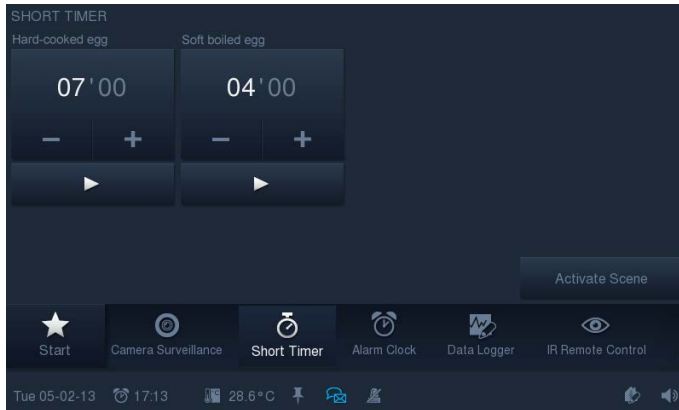 SHORT TIMER
Hard-cooked egg Soft boiled egg
07'00 04'00
− + − +
Activate Scene
Start Camera Surveillance Short Timer Alarm Clock Data Logger IR Remote Control
Tue 05-02-13 17:13 28.6°C